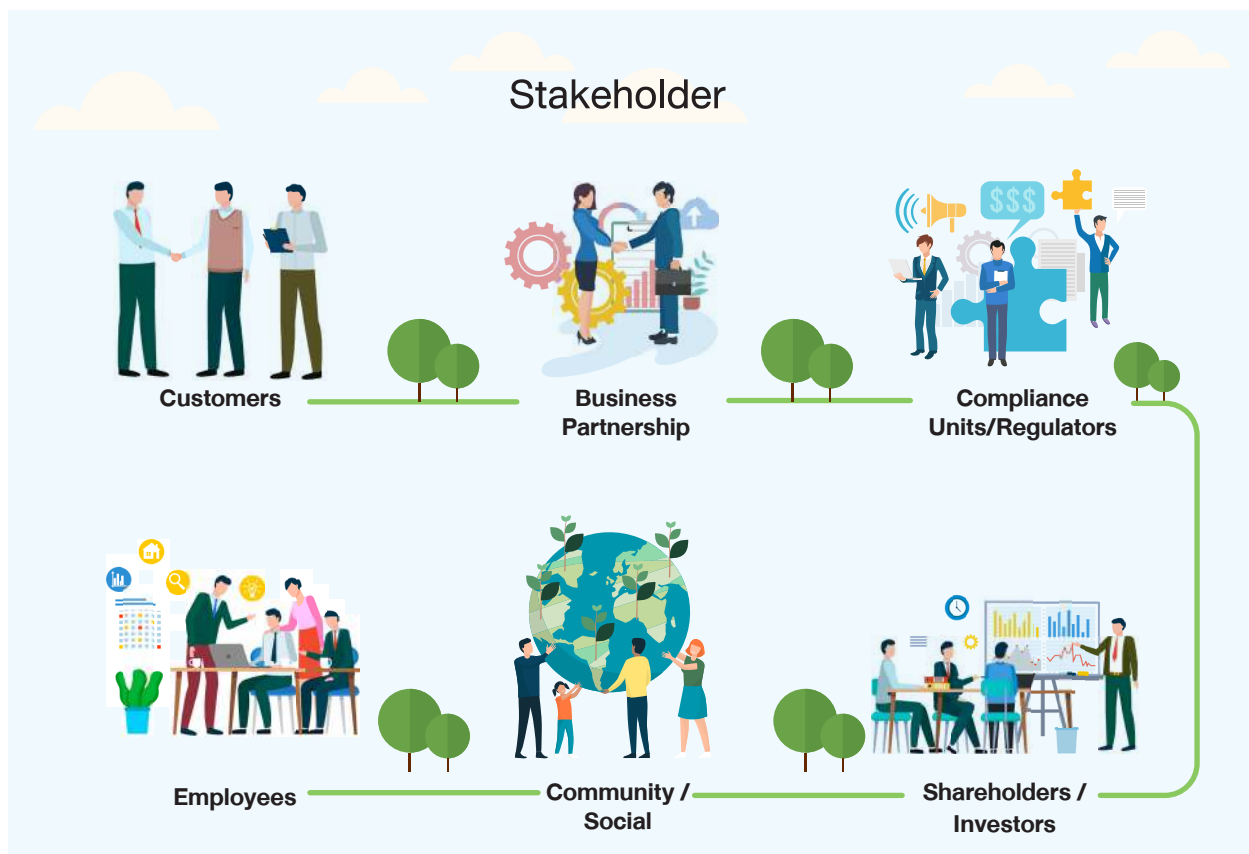 Stakeholder
$$$
Customers
Business
Partnership
Compliance
Units/Regulators
Employees
Community /
Social
Shareholders /
Investors